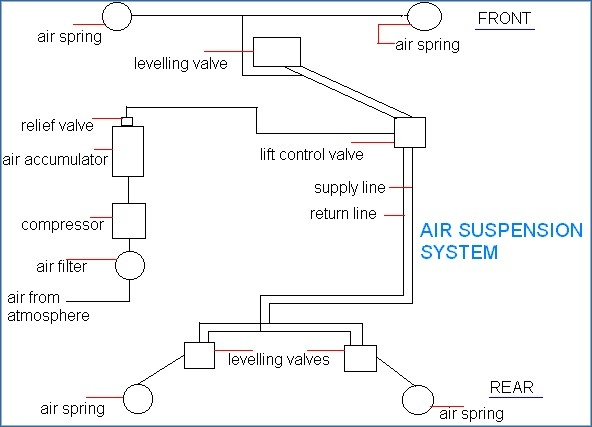 FRONT
air spring
air spring
levelling valve
relief valve
air accumulator
lift control valve
supply line
return line
compressor
AIR SUSPENSION
SYSTEM
air filter
air from
atmosphere
levelling valves
REAR
air spring
air spring